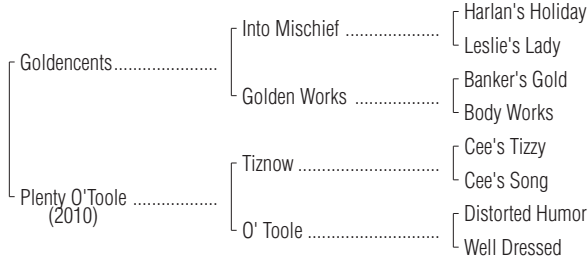 Harlan's Holiday
Into Mischief ........................
Leslie's Lady
Goldencents.......................
Banker's Gold
Golden Works ...................
Body Works
Cee's Tizzy
Tiznow ................................
Cee's Song
Plenty O'Toole ...................
(2010)
Distorted Humor
O' Toole ..............................
Well Dressed